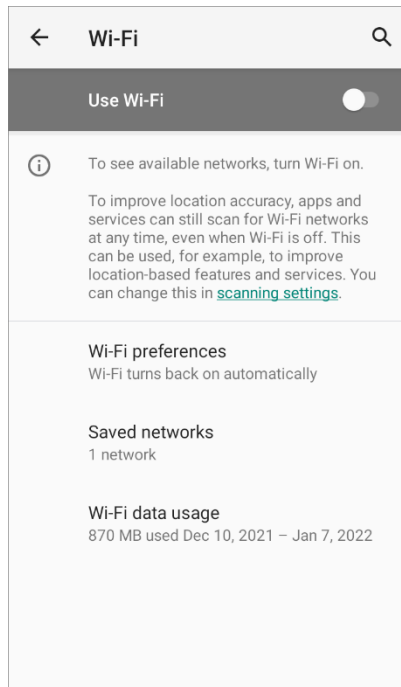 Wi-Fi
Use Wi-Fi
To see available networks, turn Wi-Fi on.
To improve location accuracy, apps and
services can still scan for Wi-Fi networks
at any time, even when Wi-Fi is off. This
can be used, for example, to improve
location-based features and services. You
can change this in scanning settings.
Wi-Fi preferences
Wi-Fi turns back on automatically
Saved networks
1 network
Wi-Fi data usage
870 MB used Dec 10, 2021 – Jan 7, 2022